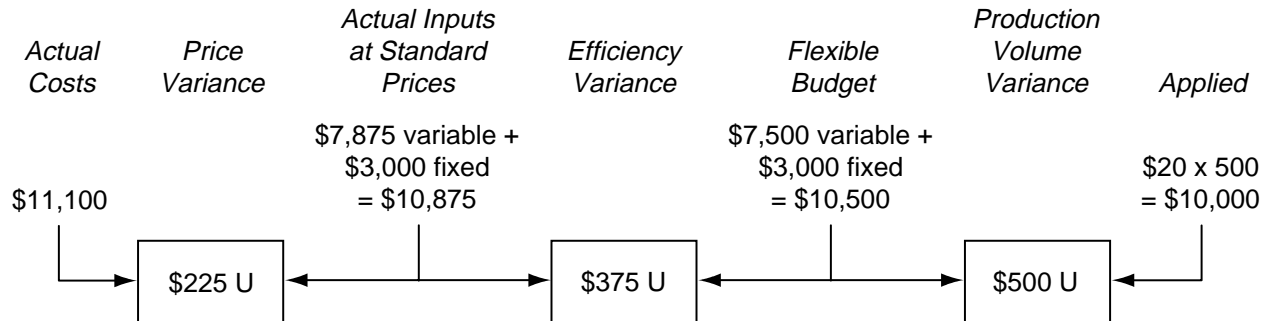 Actual
Costs
Price
Variance
Actual Inputs
at Standard
Prices
Efficiency
Variance
Flexible
Budget
Production
Volume
Variance
Applied
$11,100
$7,875 variable +
$3,000 fixed
= $10,875
$7,500 variable +
$3,000 fixed
= $10,500
$20 x 500
= $10,000
$225 U
$375 U
$500 U